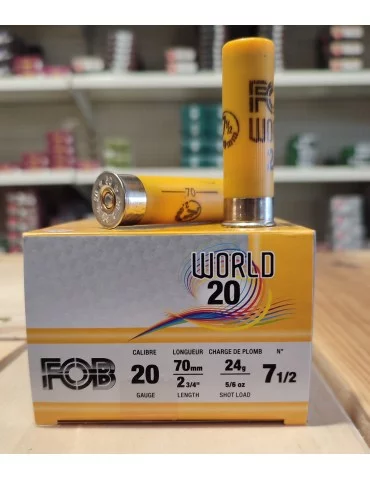 FOB
WORLD
70
WORLD
20
FOB
CALIBRE
20
GAUGE
LONGUEUR
70mm
2 3/4"
LENGTH
CHARGE DE PLOMB
24g
5/6 oz
SHOT LOAD
N°
7 1/2